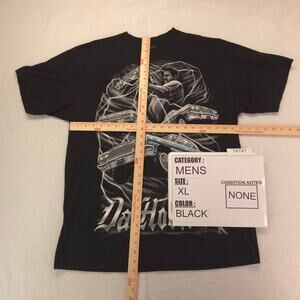 CATEGORY :
MENS
SIZE :
XL
COLOR :
BLACK
CONDITION NOTES
NONE